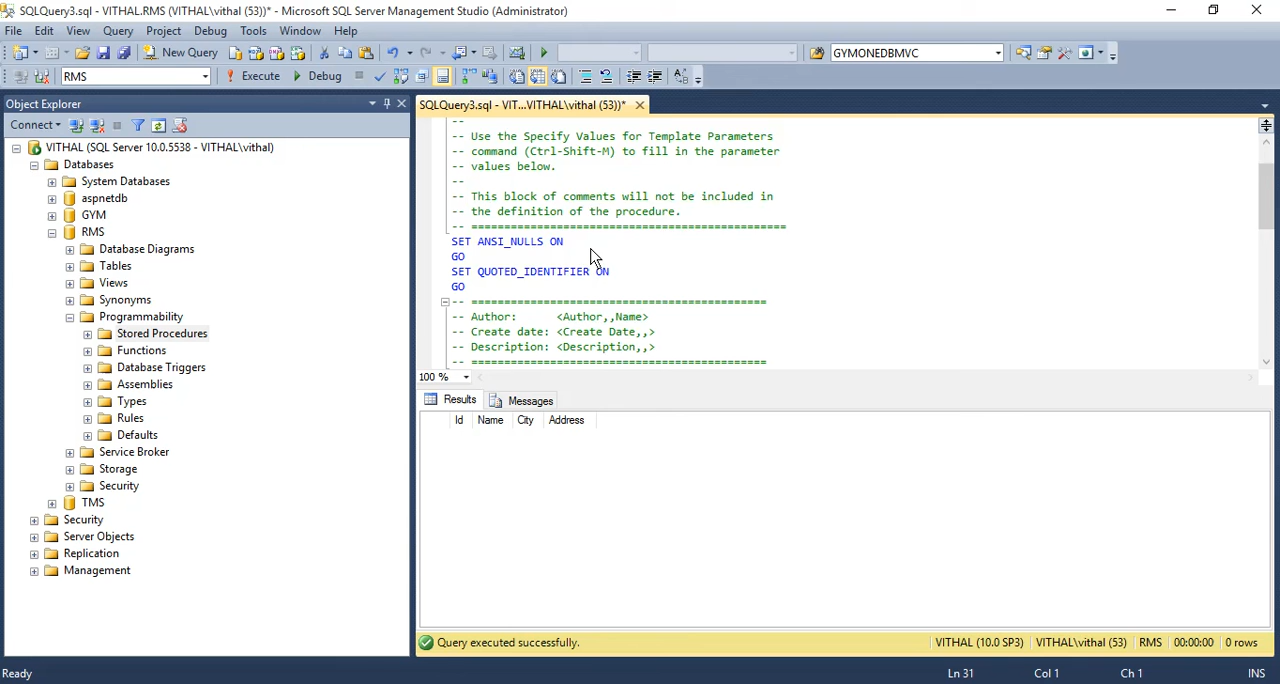 SQLQuery3.sql - VITHAL.RMS (VITHAL\vithal (53))* - Microsoft SQL Server Management Studio (Administrator)
File Edit View Query Project Debug Tools Window Help
New Query GYMONEDBMVC
RMS Execute Debug
Object Explorer
SQLQuery3.sql - VIT...VITHAL\vithal (53))*
Connect
VITHAL (SQL Server 10.0.5538 - VITHAL\vithal)
Databases
System Databases
aspnetdb
GYM
RMS
Database Diagrams
Tables
Views
Synonyms
Programmability
Stored Procedures
Functions
Database Triggers
Assemblies
Types
Rules
Defaults
Service Broker
Storage
Security
TMS
Security
Server Objects
Replication
Management
--
-- Use the Specify Values for Template Parameters
-- command (Ctrl-Shift-M) to fill in the parameter
-- values below.
--
-- This block of comments will not be included in
-- the definition of the procedure.
-- ================================================
SET ANSI_NULLS ON
GO
SET QUOTED_IDENTIFIER ON
GO
-- =============================================
-- Author: <Author,,Name>
-- Create date: <Create Date,,>
-- Description: <Description,,>
-- =============================================
100 %
Results Messages
Id Name City Address
Query executed successfully. VITHAL (10.0 SP3) VITHAL\vithal (53) RMS 00:00:00 0 rows
Ready Ln 31 Col 1 Ch 1 INS